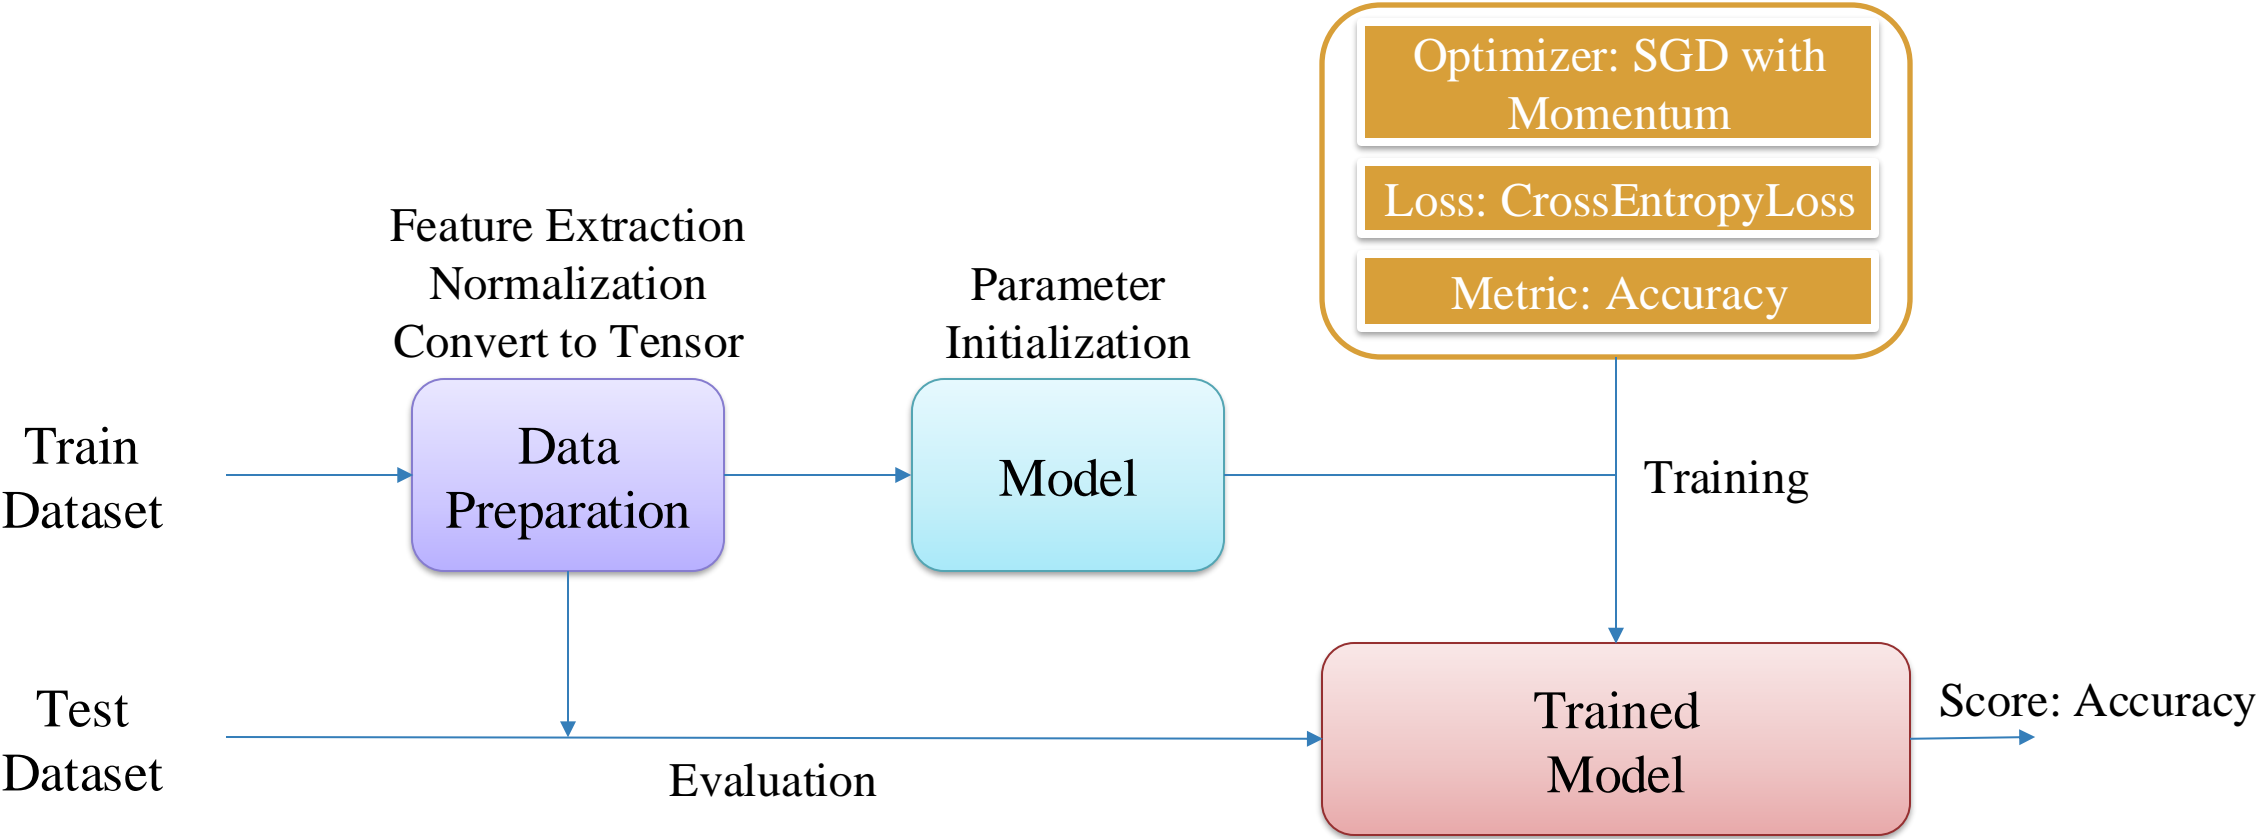 Optimizer: SGD with
Momentum
Loss: CrossEntropyLoss
Metric: Accuracy
Feature Extraction
Normalization
Convert to Tensor
Parameter
Initialization
Train
Dataset
Data
Preparation
Model
Training
Test
Dataset
Evaluation
Trained
Model
Score: Accuracy